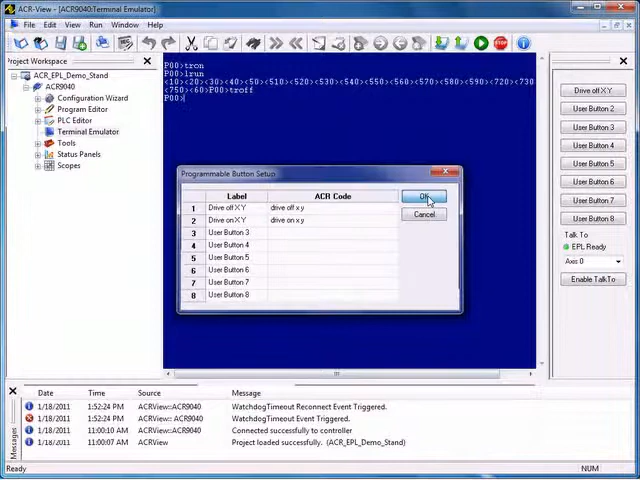 ACR-View - [ACR9040:Terminal Emulator]
File Edit View Run Window Help
Project Workspace
ACR_EPL_Demo_Stand
ACR9040
Configuration Wizard
Program Editor
PLC Editor
Terminal Emulator
Tools
Status Panels
Scopes
P00>tron
P00>lrun
<10><20><30><40><50><510><520><530><540><550><560><570><580><590><720><730
<750><60>P00>troff
P00>
Programmable Button Setup
Label ACR Code
1 Drive off X Y drive off x y
2 Drive on X Y drive on x y
3 User Button 3
4 User Button 4
5 User Button 5
6 User Button 6
7 User Button 7
8 User Button 8
OK
Cancel
Drive off X Y
User Button 2
User Button 3
User Button 4
User Button 5
User Button 6
User Button 7
User Button 8
Talk To
EPL Ready
Axis 0
Enable TalkTo
Messages
Date Time Source Message
1/18/2011 1:52:24 PM ACRView::ACR9040 WatchdogTimeout Reconnect Event Triggered.
1/18/2011 1:52:24 PM ACRView::ACR9040 WatchdogTimeout Event Triggered.
1/18/2011 11:00:10 AM ACRView::ACR9040 Connected successfully to controller
1/18/2011 11:00:07 AM ACRView Project loaded successfully. (ACR_EPL_Demo_Stand)
Ready NUM